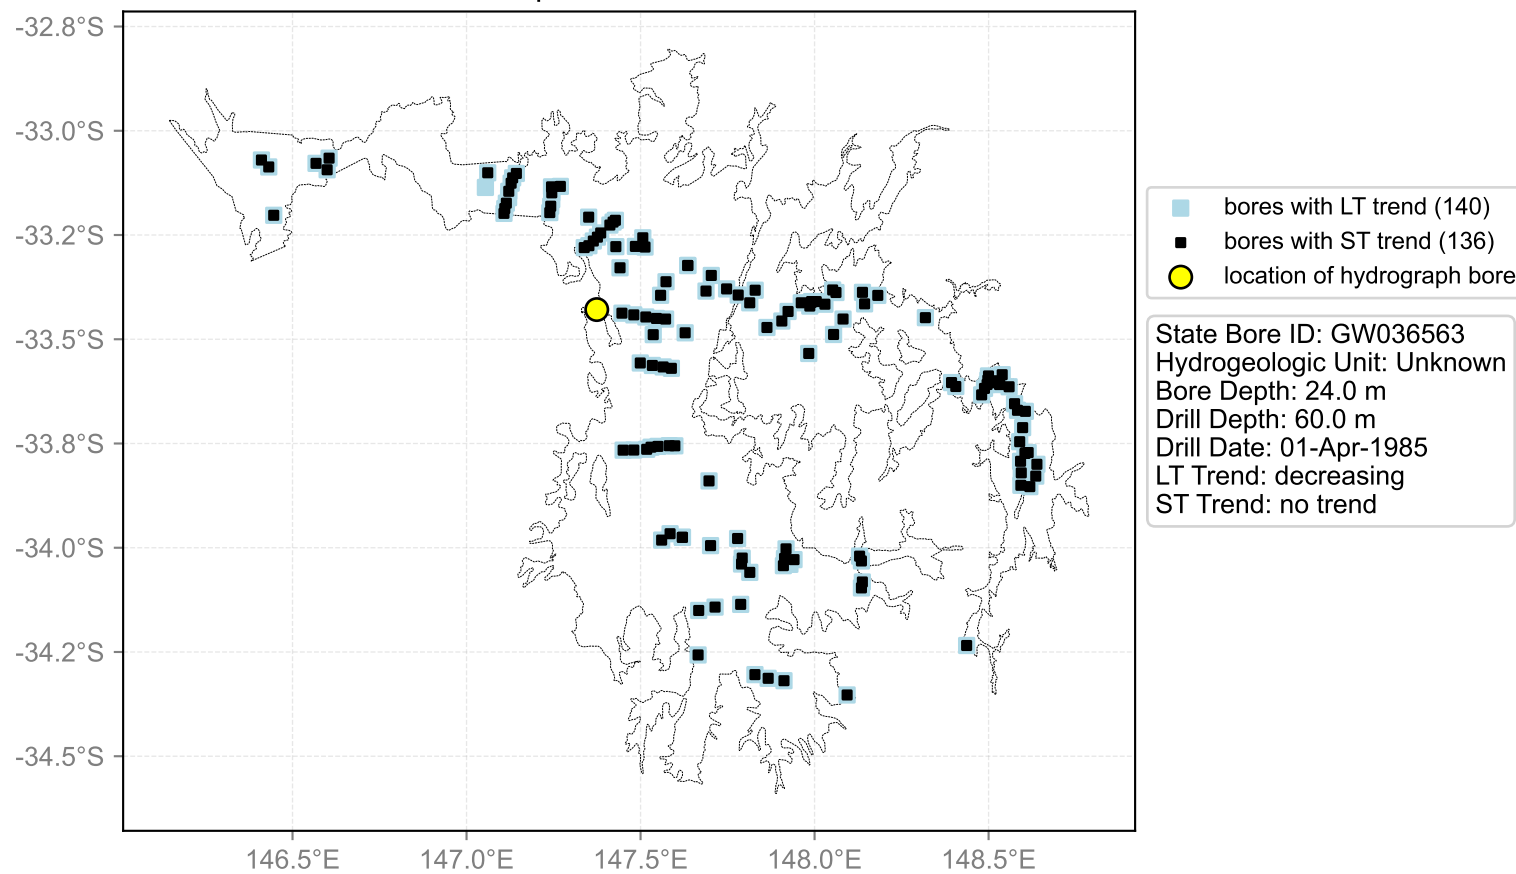 -32.8°S
-33.0°S
-33.2°S
-33.5°S
-33.8°S
-34.0°S
-34.2°S
-34.5°S
146.5°E
147.0°E
147.5°E
148.0°E
148.5°E
bores with LT trend (140)
bores with ST trend (136)
location of hydrograph bore
State Bore ID: GW036563
Hydrogeologic Unit: Unknown
Bore Depth: 24.0 m
Drill Depth: 60.0 m
Drill Date: 01-Apr-1985
LT Trend: decreasing
ST Trend: no trend